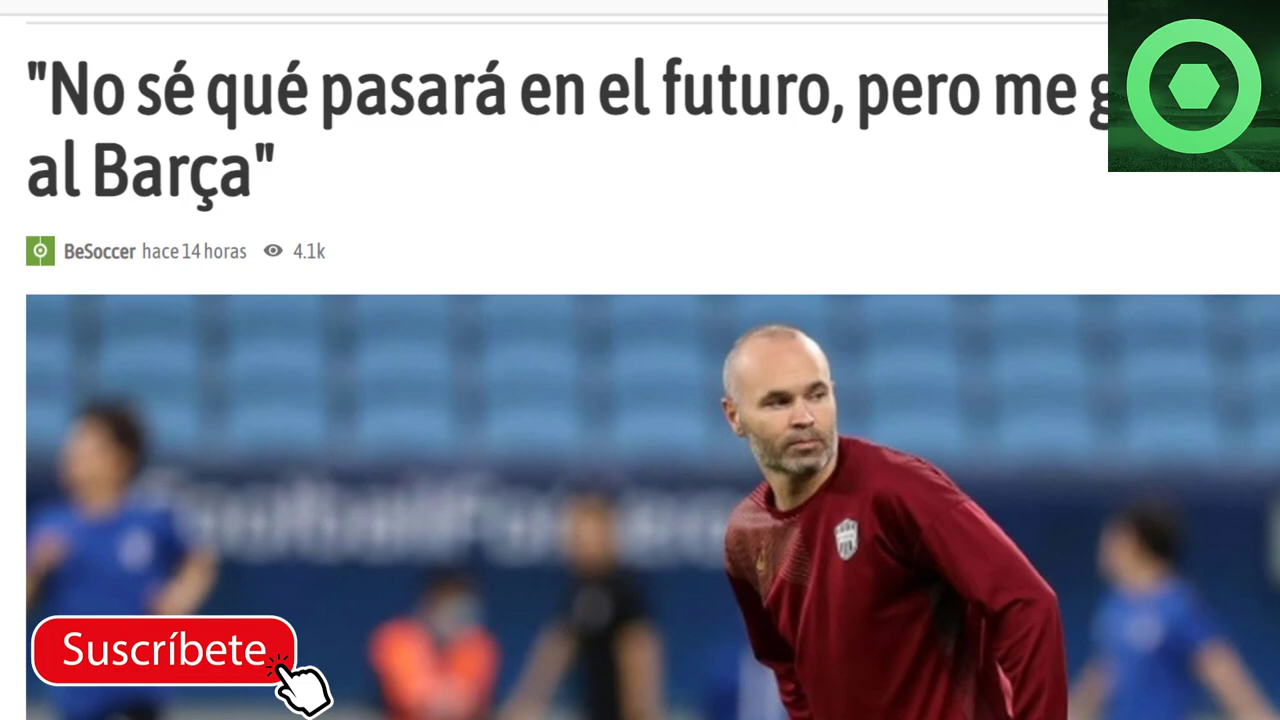 "No sé qué pasará en el futuro, pero me
al Barça"
BeSoccer hace 14 horas 4.1k
Suscríbete